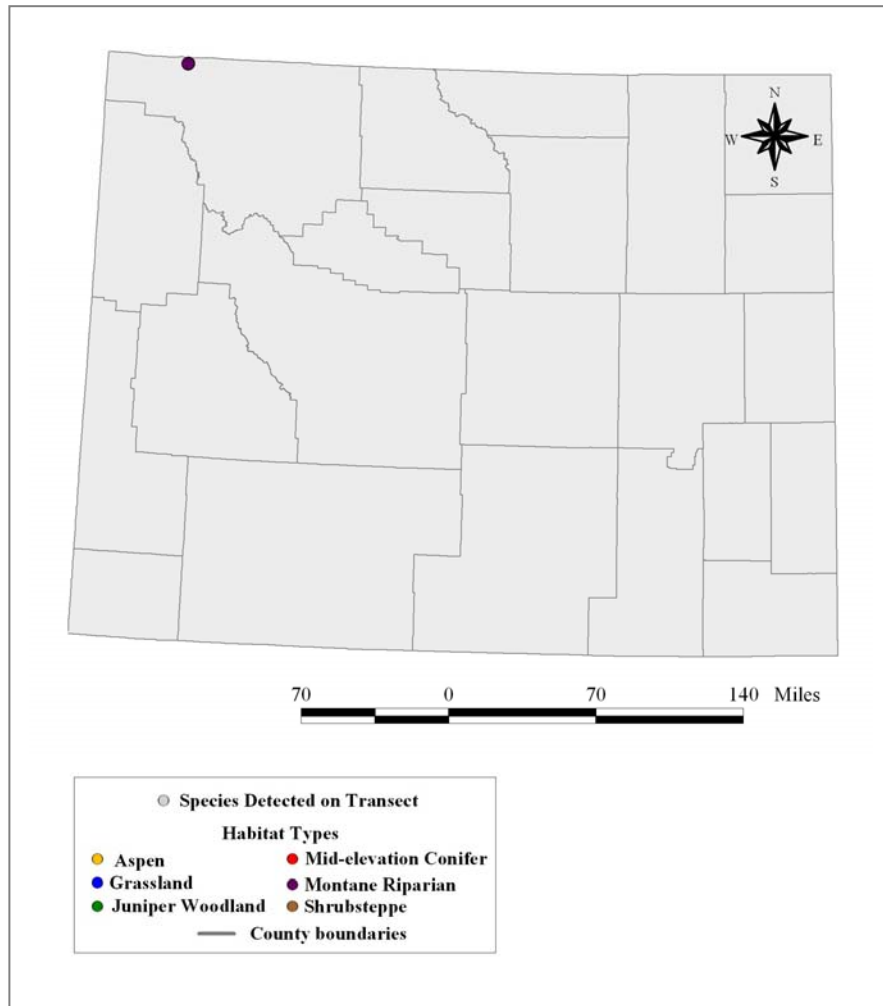 N
W E
S
70 0 70 140 Miles
Species Detected on Transect
Habitat Types
Aspen Mid-elevation Conifer
Grassland Montane Riparian
Juniper Woodland Shrubsteppe
County boundaries